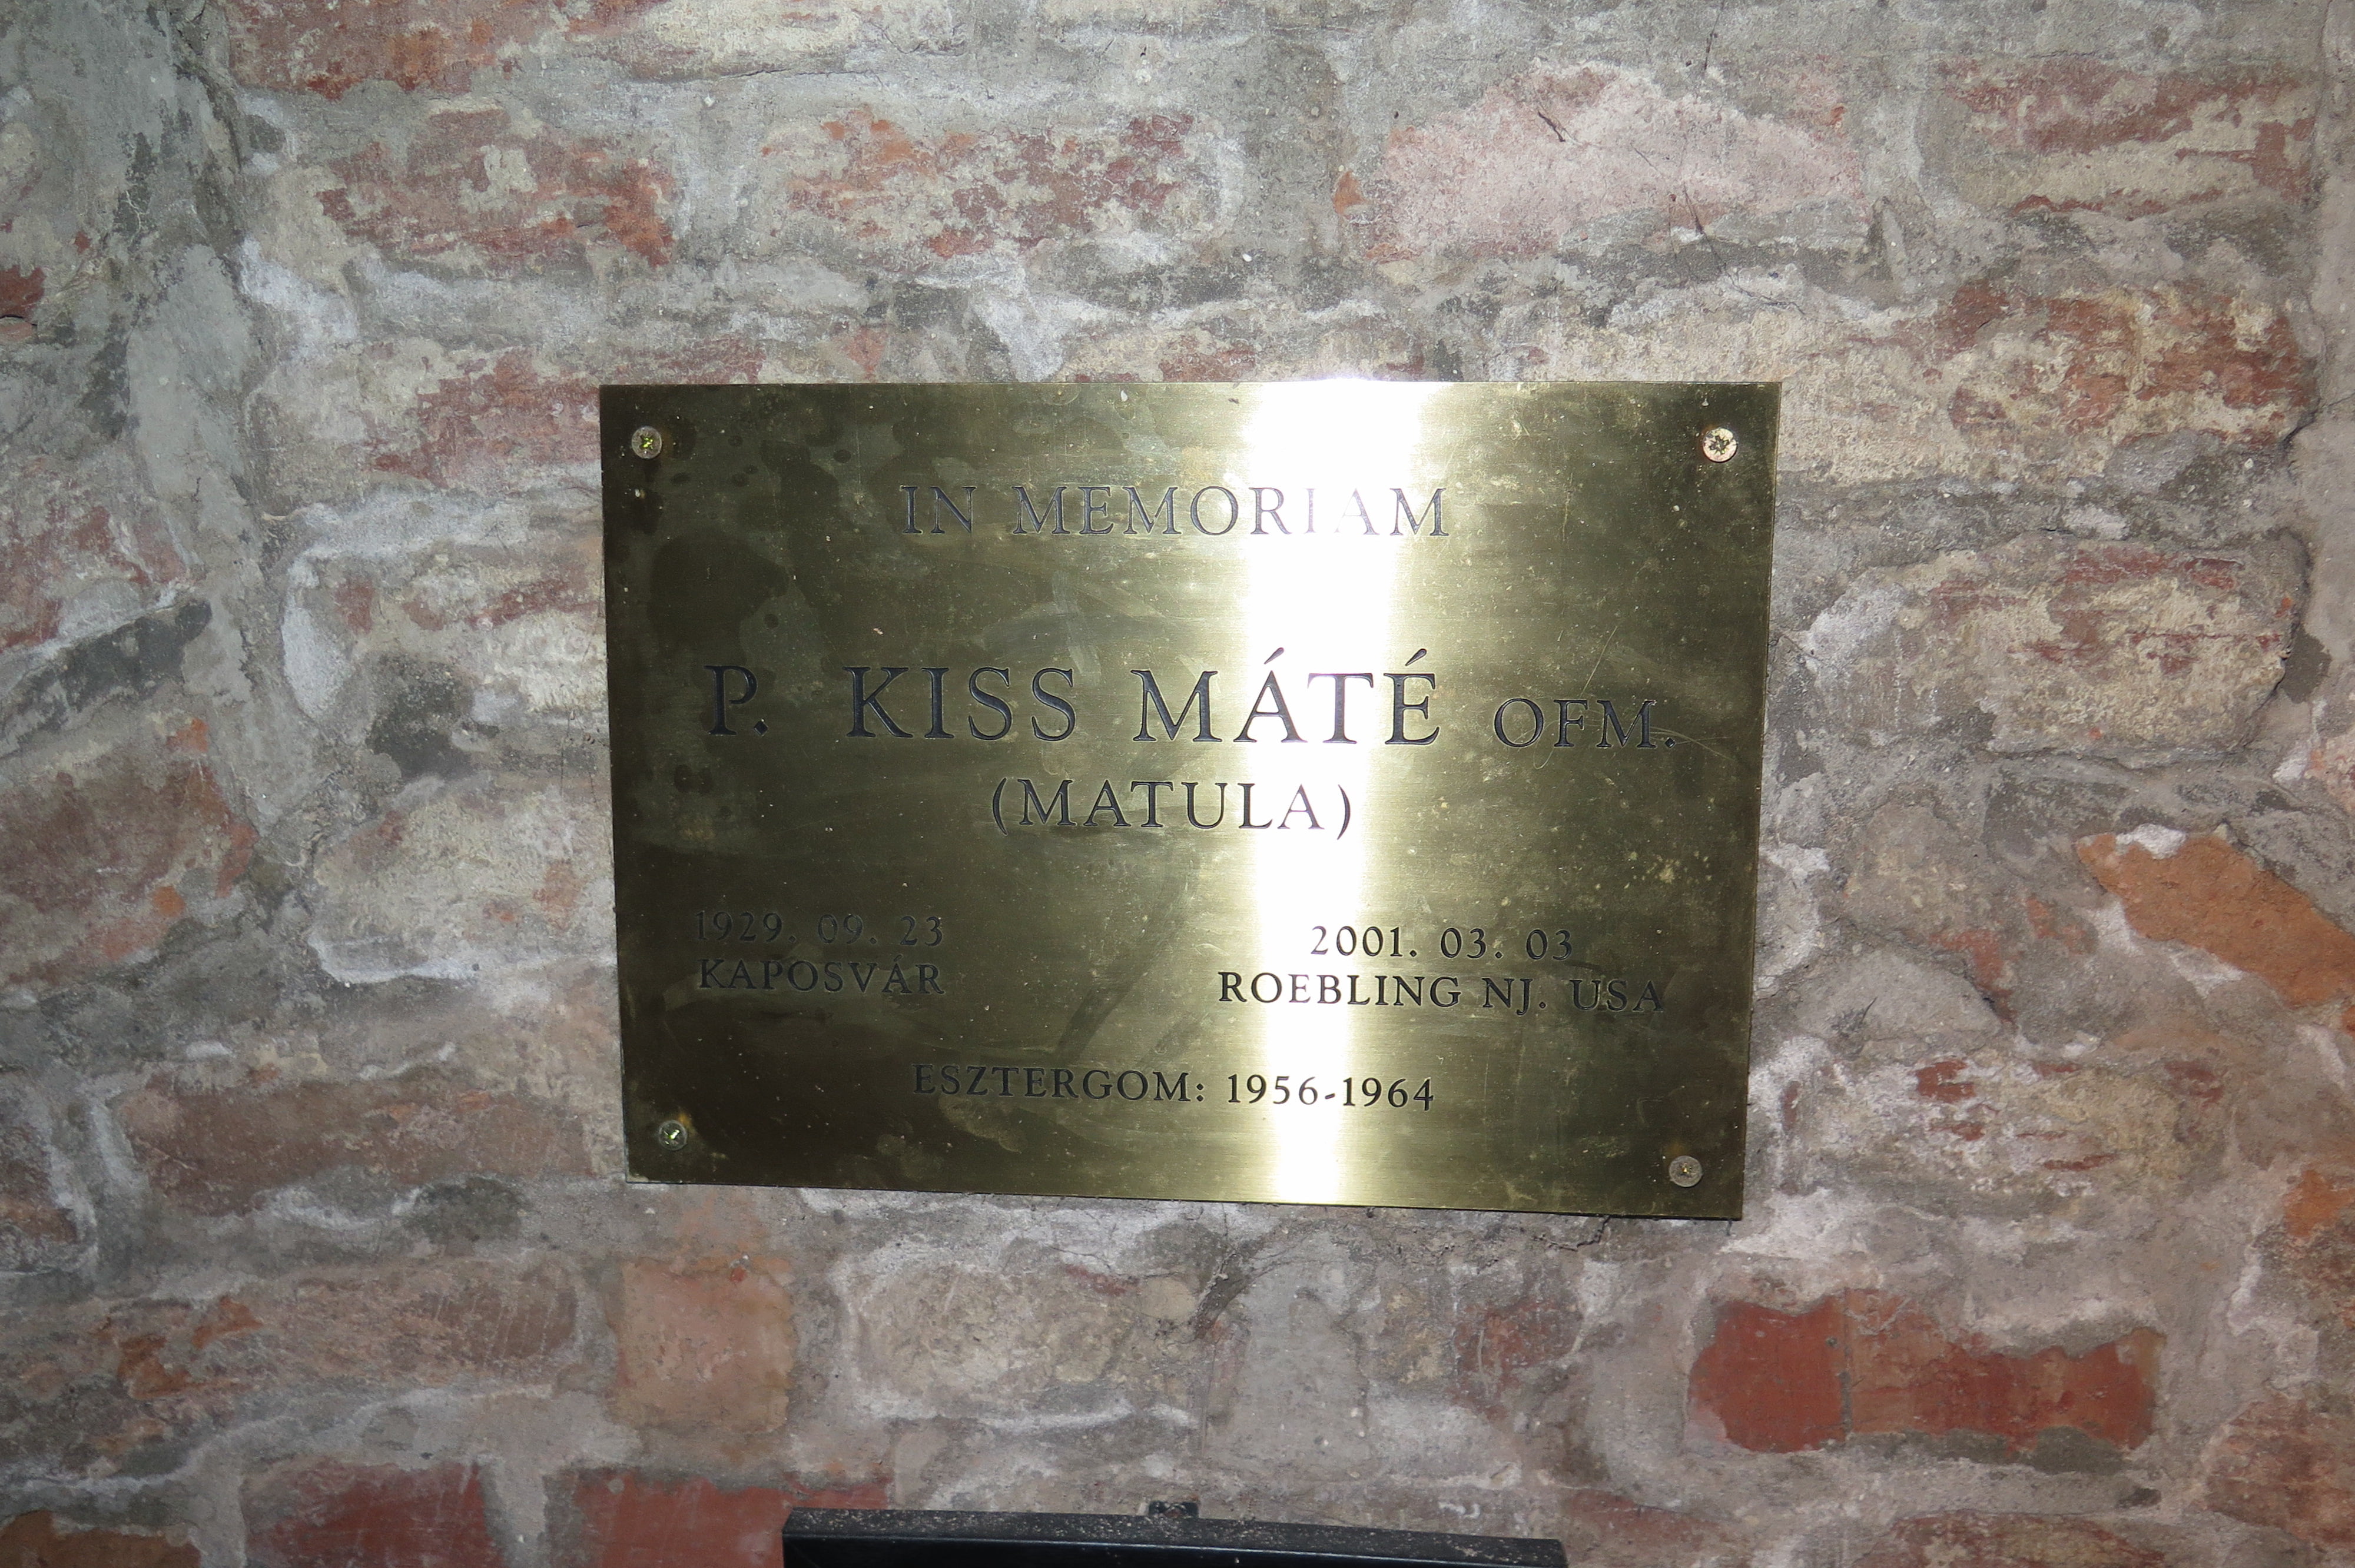 IN MEMORIAM
P. KISS MÁTÉ OFM.
(MATULA)
1929. 09. 23
KAPOSVÁR
2001. 03. 03
ROEBLING NJ. USA
ESZTERGOM: 1956-1964